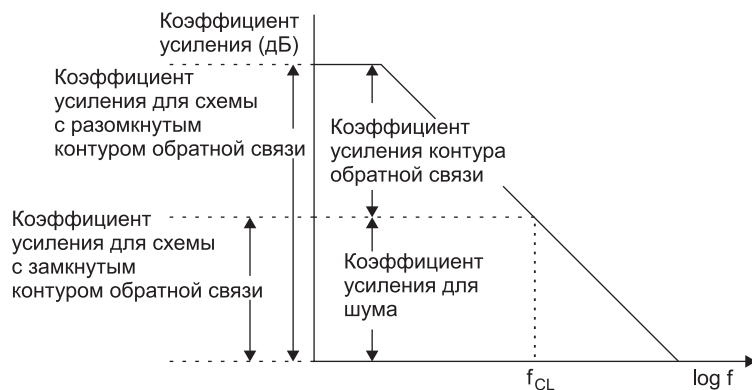 Коэффициент
усиления (дБ)
Коэффициент
усиления для схемы
с разомкнутым
контуром обратной связи
Коэффициент
усиления контура
обратной связи
Коэффициент
усиления для схемы
с замкнутым
контуром обратной связи
Коэффициент
усиления для
шума
fCL
log f